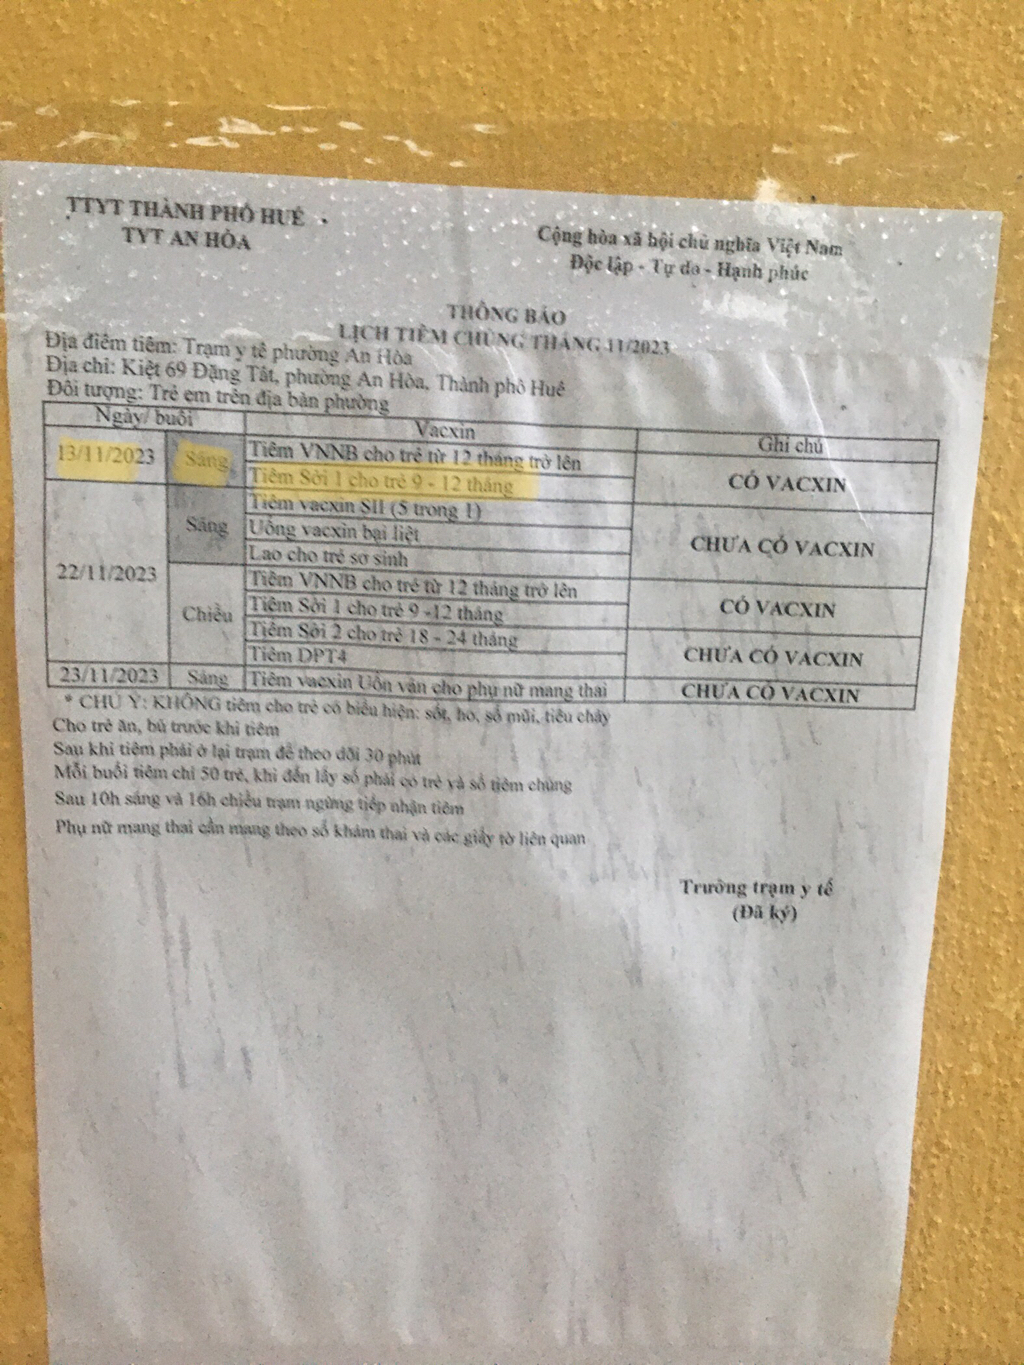 TTYT THÀNH PHỐ HUẾ
TYT AN HÒA
Cộng hòa xã hội chủ nghĩa Việt Nam
Độc lập - Tự do - Hạnh phúc
THÔNG BÁO
LỊCH TIÊM CHỦNG THÁNG 11/2023
Địa điểm tiêm: Trạm y tế phường An Hòa
Địa chỉ: Kiệt 69 Đặng Tất, phường An Hòa, Thành phố Huế
Đối tượng: Trẻ em trên địa bàn phường
Ngày/ buổi Vacxin Ghi chú
13/11/2023 Sáng Tiêm VNNB cho trẻ từ 12 tháng trở lên CÓ VACXIN
Tiêm Sởi 1 cho trẻ 9 - 12 tháng
22/11/2023 Sáng Tiêm vacxin SII (5 trong 1) CHƯA CÓ VACXIN
Uống vacxin bại liệt
Lao cho trẻ sơ sinh
Chiều Tiêm VNNB cho trẻ từ 12 tháng trở lên CÓ VACXIN
Tiêm Sởi 1 cho trẻ 9 -12 tháng
Tiêm Sởi 2 cho trẻ 18 - 24 tháng CHƯA CÓ VACXIN
Tiêm DPT4
23/11/2023 Sáng Tiêm vacxin Uốn ván cho phụ nữ mang thai CHƯA CÓ VACXIN
* CHÚ Ý: KHÔNG tiêm cho trẻ có biểu hiện: sốt, ho, sổ mũi, tiêu chảy
Cho trẻ ăn, bú trước khi tiêm
Sau khi tiêm phải ở lại trạm để theo dõi 30 phút
Mỗi buổi tiêm chỉ 50 trẻ, khi đến lấy số phải có trẻ và sổ tiêm chủng
Sau 10h sáng và 16h chiều trạm ngừng tiếp nhận tiêm
Phụ nữ mang thai cần mang theo sổ khám thai và các giấy tờ liên quan
Trưởng trạm y tế
(Đã ký)